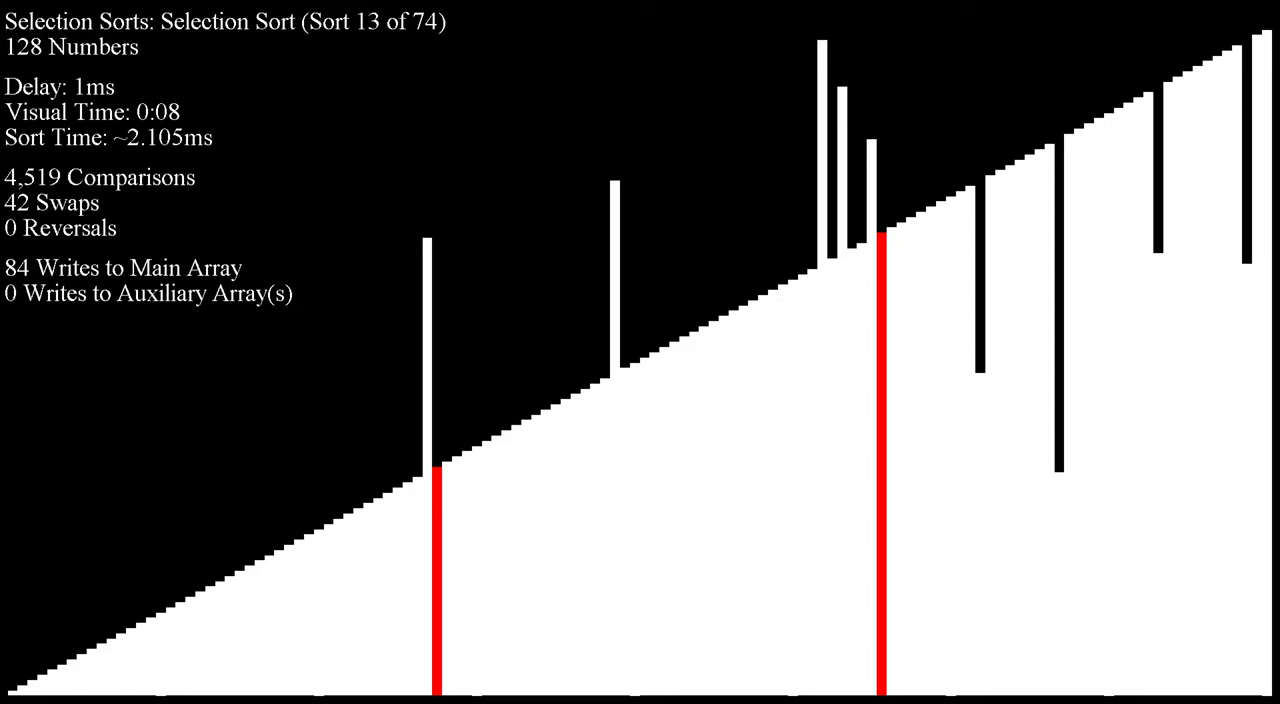 Selection Sorts: Selection Sort (Sort 13 of 74)
128 Numbers
Delay: 1ms
Visual Time: 0:08
Sort Time: ~2.105ms
4,519 Comparisons
42 Swaps
0 Reversals
84 Writes to Main Array
0 Writes to Auxiliary Array(s)